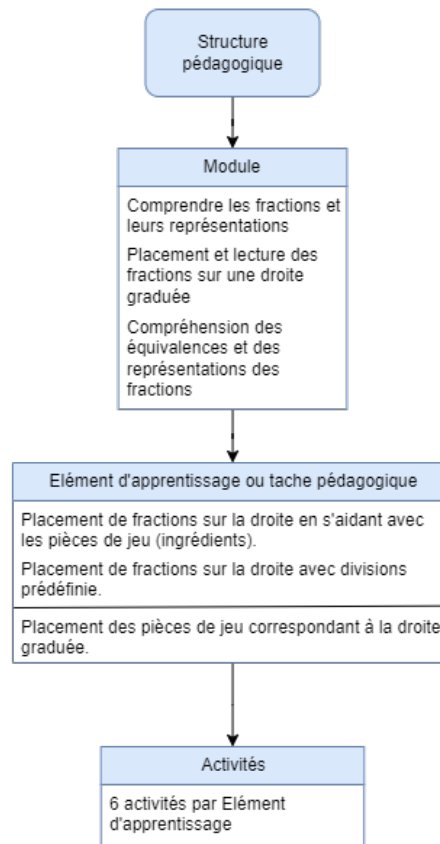 Structure
pédagogique
Module
Comprendre les fractions et
leurs représentations
Placement et lecture des
fractions sur une droite
graduée
Compréhension des
équivalences et des
représentations des
fractions
Elément d'apprentissage ou tache pédagogique
Placement de fractions sur la droite en s'aidant avec
les pièces de jeu (ingrédients).
Placement de fractions sur la droite avec divisions
prédéfinie.
Placement des pièces de jeu correspondant à la droite
graduée.
Activités
6 activités par Elément
d'apprentissage